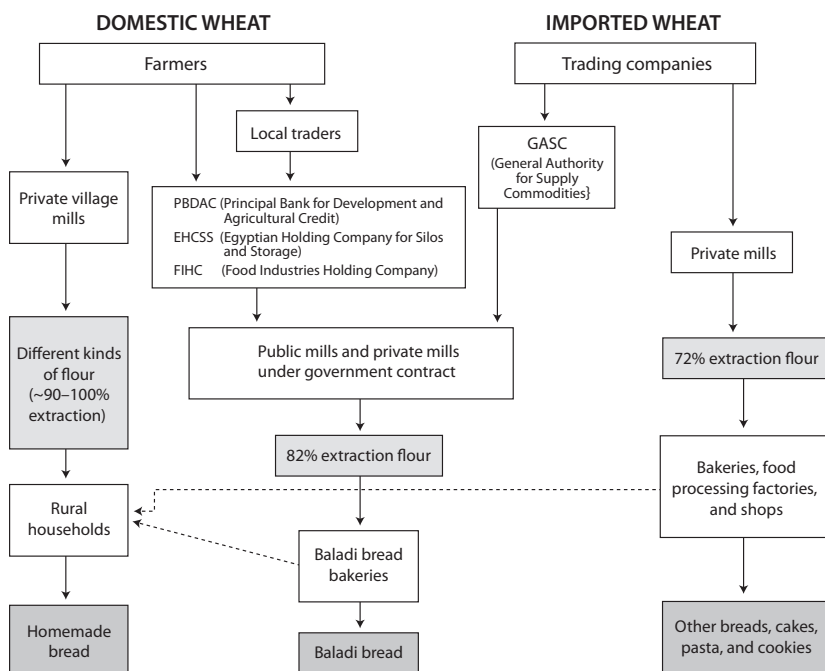 DOMESTIC WHEAT
IMPORTED WHEAT
Farmers
Trading companies
Local traders
GASC
(General Authority
for Supply
Commodities}
Private village
mills
PBDAC (Principal Bank for Development and
Agricultural Credit)
EHCSS (Egyptian Holding Company for Silos
and Storage)
FIHC (Food Industries Holding Company)
Private mills
Different kinds
of flour
(~90–100%
extraction)
Public mills and private mills
under government contract
72% extraction flour
82% extraction flour
Rural
households
Bakeries, food
processing factories,
and shops
Baladi bread
bakeries
Homemade
bread
Baladi bread
Other breads, cakes,
pasta, and cookies